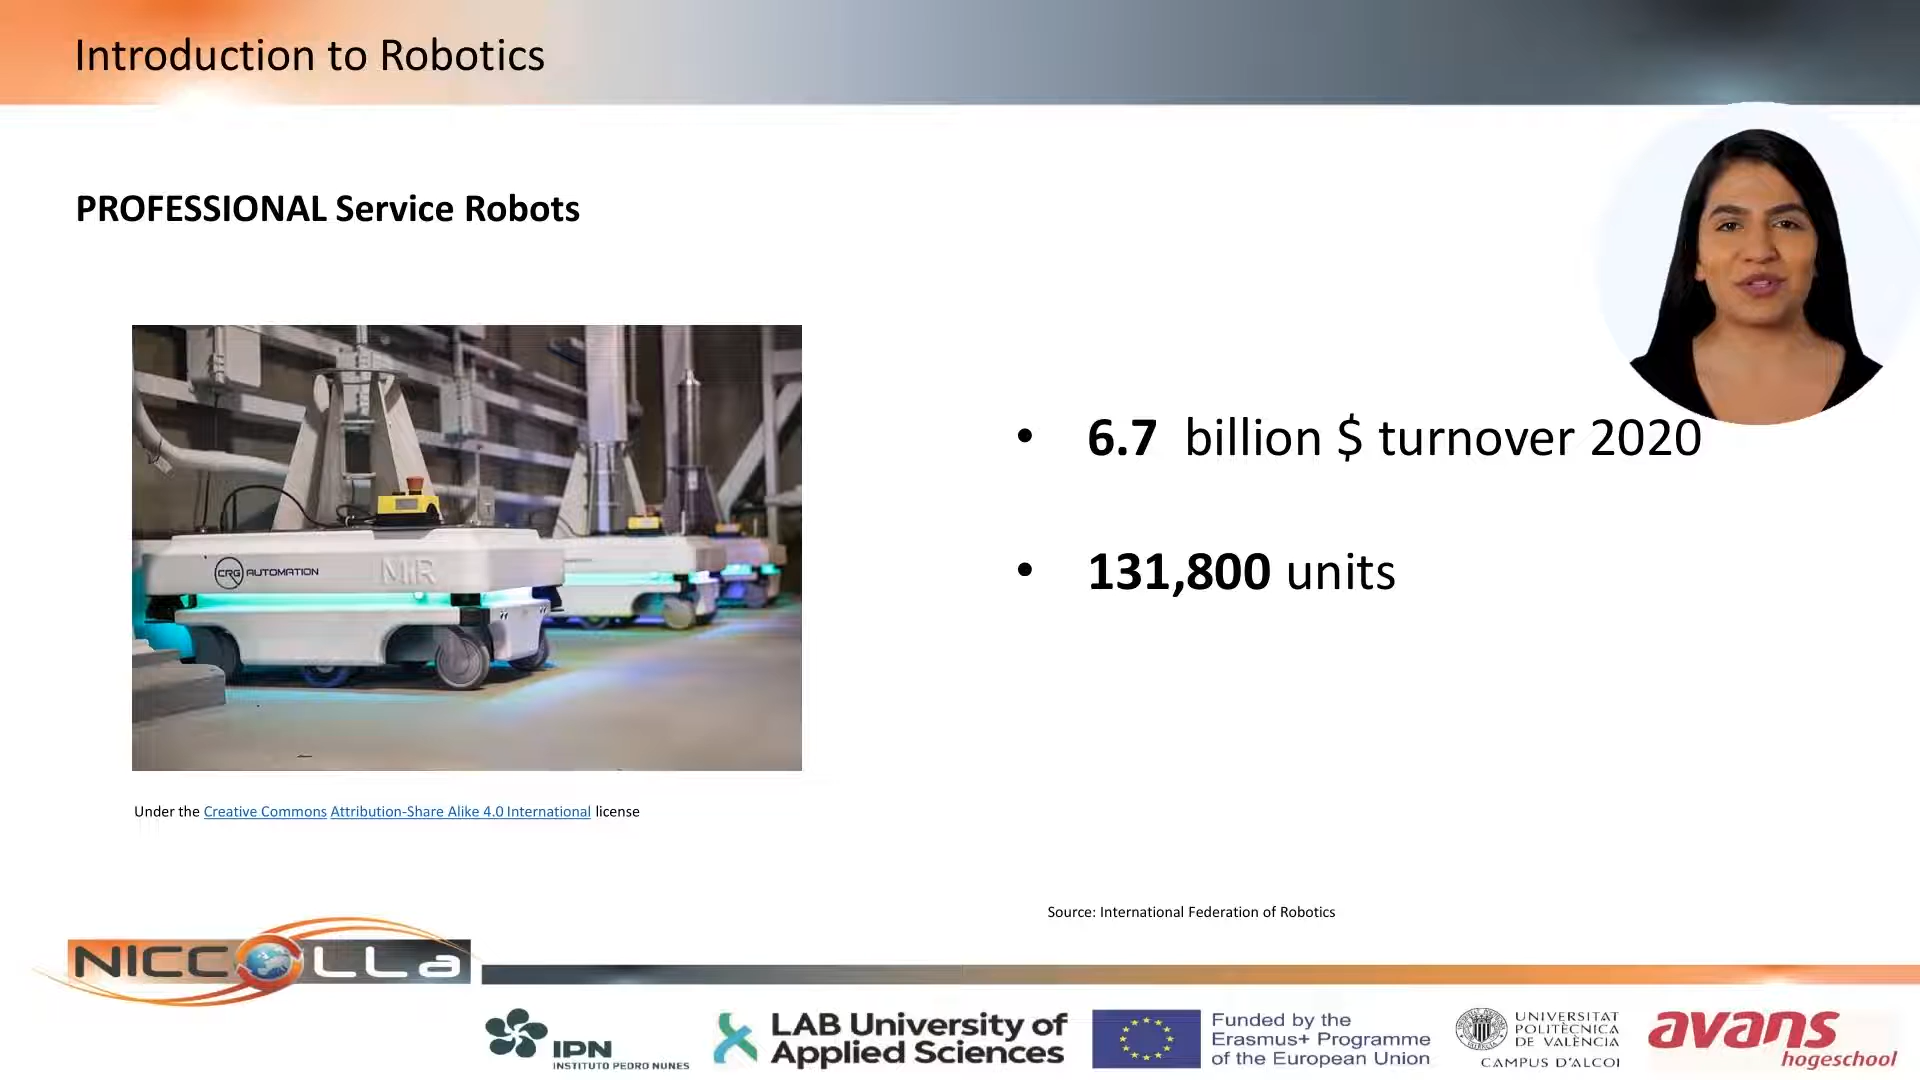 Introduction to Robotics
PROFESSIONAL Service Robots
CRG AUTOMATION
MiR
• 6.7 billion $ turnover 2020
• 131,800 units
Under the Creative Commons Attribution-Share Alike 4.0 International license
Source: International Federation of Robotics
NICCOLLa
IPN
INSTITUTO PEDRO NUNES
LAB University of
Applied Sciences
Funded by the
Erasmus+ Programme
of the European Union
UNIVERSITAT
POLITÈCNICA
DE VALÈNCIA
CAMPUS D'ALCOI
avans
hogeschool